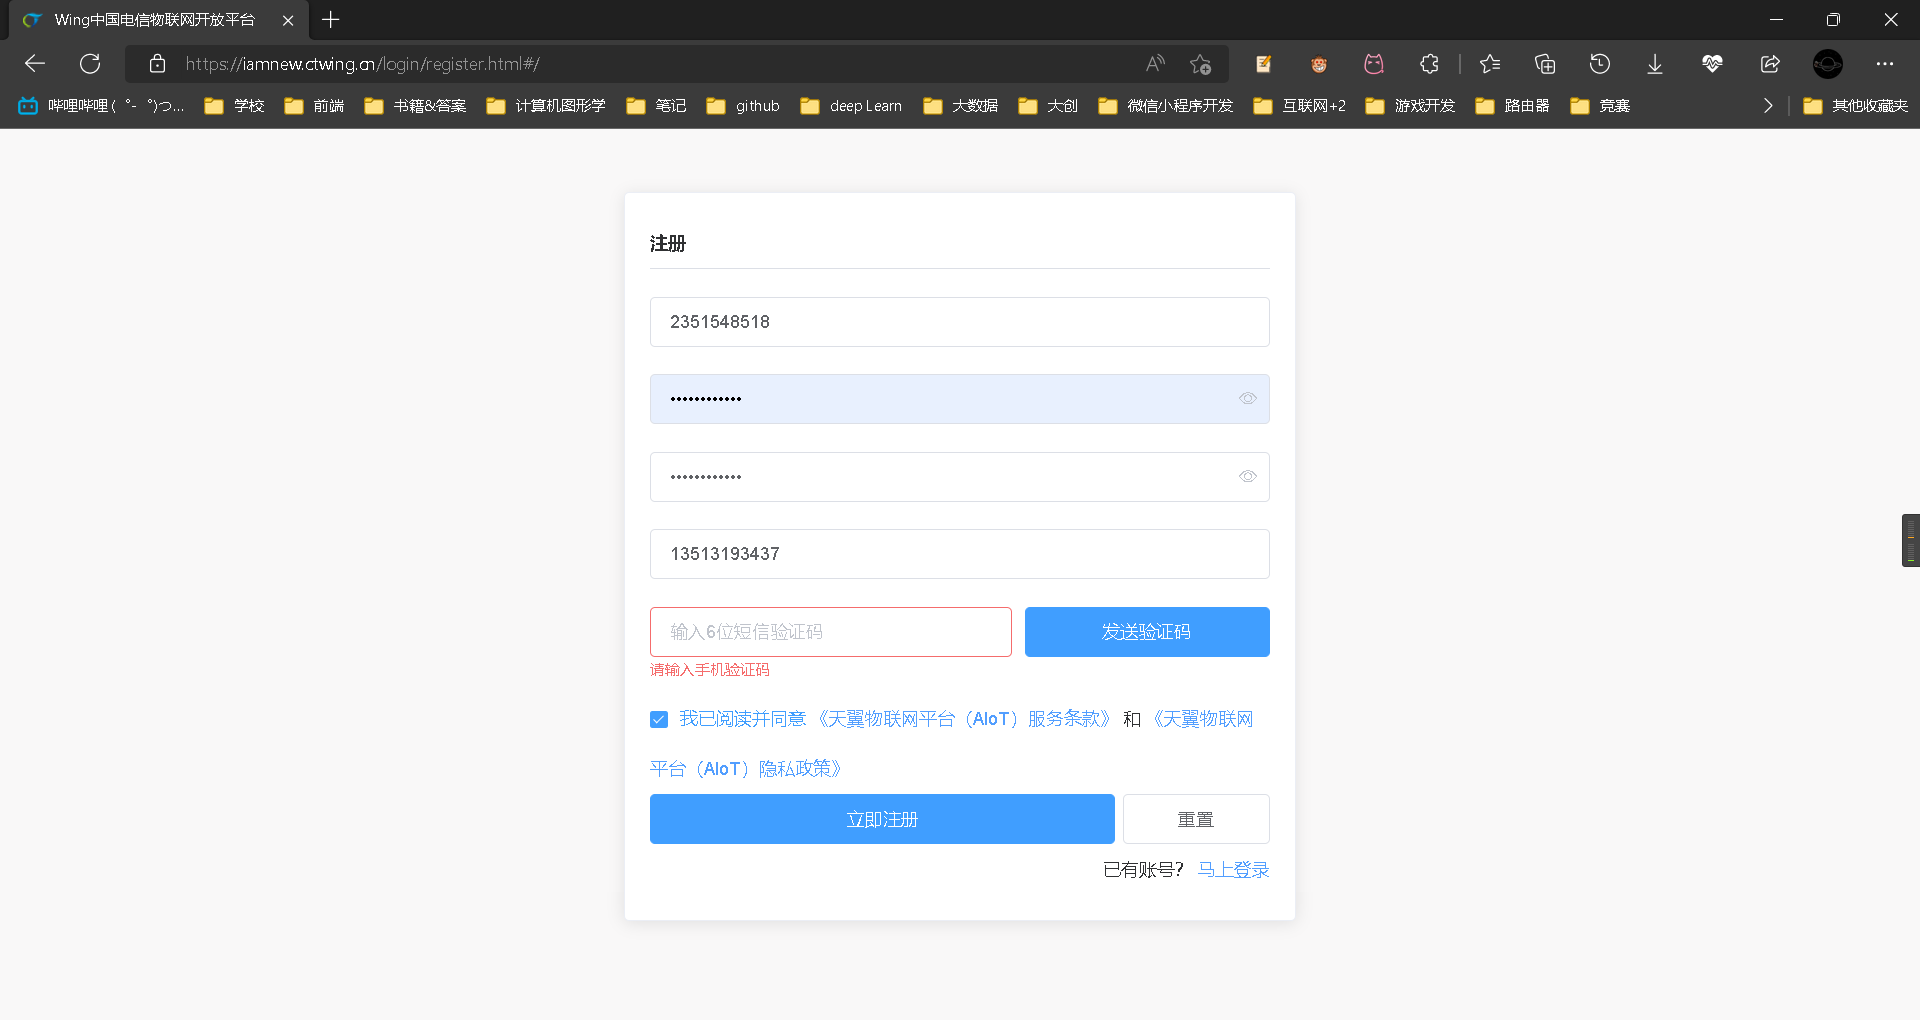 Wing中国电信物联网开放平台
https://iamnew.ctwing.cn/login/register.html#/
哔哩哔哩 (゜-゜)つ... 学校 前端 书籍&答案 计算机图形学 笔记 github deep Learn 大数据 大创 微信小程序开发 互联网+2 游戏开发 路由器 竞赛 其他收藏夹
注册
2351548518
••••••••••••
••••••••••••
13513193437
输入6位短信验证码 发送验证码
请输入手机验证码
我已阅读并同意 《天翼物联网平台（AIoT）服务条款》 和 《天翼物联网
平台（AIoT）隐私政策》
立即注册 重置
已有账号? 马上登录